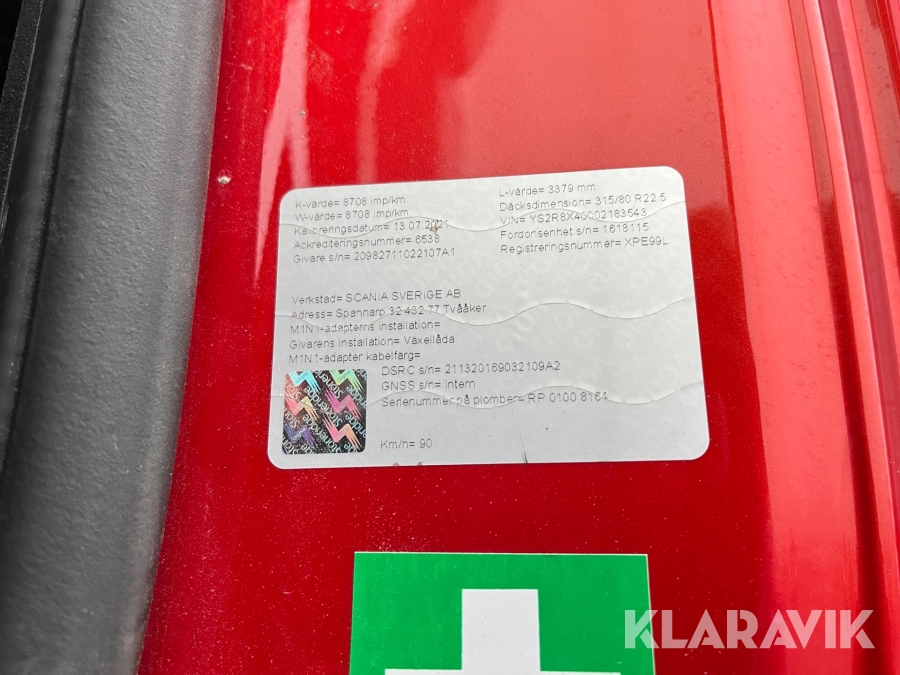 K-värde= 8708 imp/km
W-värde= 8708 imp/km
Kalibreringsdatum= 13.07.2021
Ackrediteringsnummer= 6538
Givare s/n= 20982711022107A1
L-värde= 3379 mm
Däcksdimension= 315/80 R22.5
VIN= YS2R8X40002183543
Fordonsenhet s/n= 1618115
Registreringsnummer= XPE99L
Verkstad= SCANIA SVERIGE AB
Adress= Spannarp 32 432 77 Tvååker
M1N1-adapterns installation=
Givarens installation= Växellåda
M1N1-adapter kabelfärg=
DSRC s/n= 211320169032109A2
GNSS s/n= intern
Serienummer på plomber= RP 0100 8164
Km/h= 90
Stoneridge
KLARAVIK